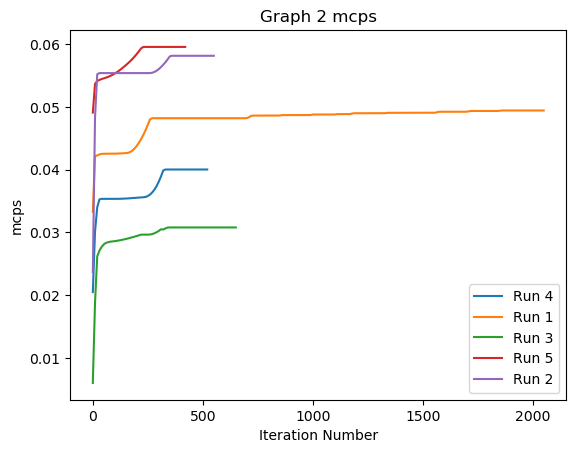 Graph 2 mcps
0.06
0.05
0.04
0.03
0.02
0.01
mcps
0
500
1000
1500
2000
Iteration Number
Run 4
Run 1
Run 3
Run 5
Run 2